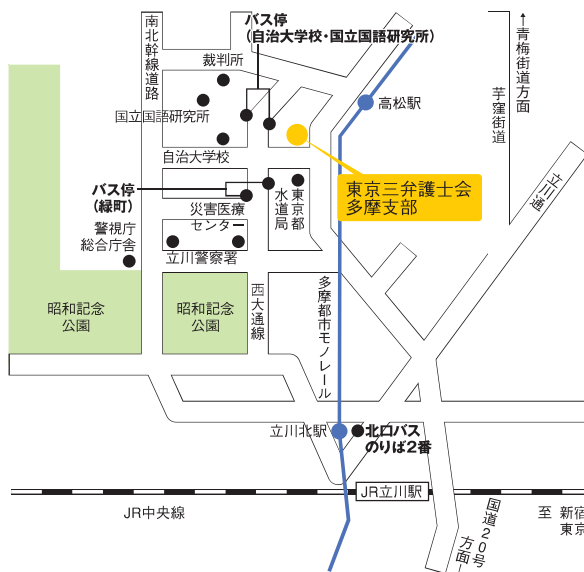 南北幹線道路
バス停
（自治大学校・国立国語研究所）
裁判所
国立国語研究所
自治大学校
高松駅
←青梅街道方面
芋窪街道
立川通
東京三弁護士会
多摩支部
バス停
（緑町）
災害医療
センター
東京都
水道局
警視庁
総合庁舎
立川警察署
昭和記念
公園
昭和記念
公園
西大通線
多摩都市モノレール
立川北駅
北口バス
のりば2番
JR立川駅
JR中央線
国道20号
方面→
至 新宿
東京